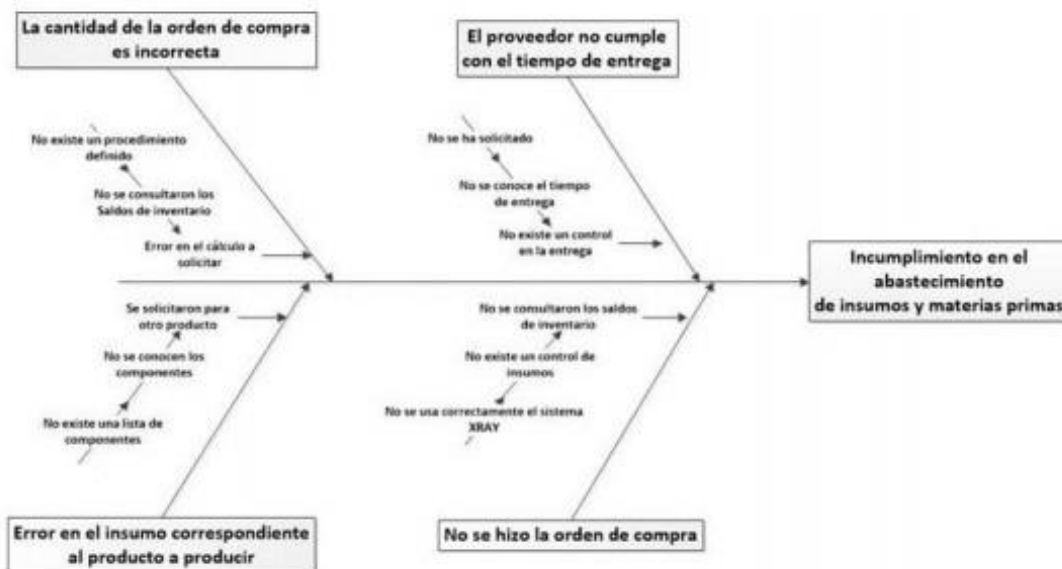 La cantidad de la orden de compra
es incorrecta
El proveedor no cumple
con el tiempo de entrega
No existe un procedimiento
definido
No se consultaron los
Saldos de inventario
Error en el cálculo a
solicitar
No se ha solicitado
No se conoce el tiempo
de entrega
No existe un control
en la entrega
Incumplimiento en el
abastecimiento
de insumos y materias primas
Se solicitaron para
otro producto
No se conocen los
componentes
No existe una lista de
componentes
No se consultaron los saldos
de inventario
No existe un control de
insumos
No se usa correctamente el sistema
XRAY
Error en el insumo correspondiente
al producto a producir
No se hizo la orden de compra